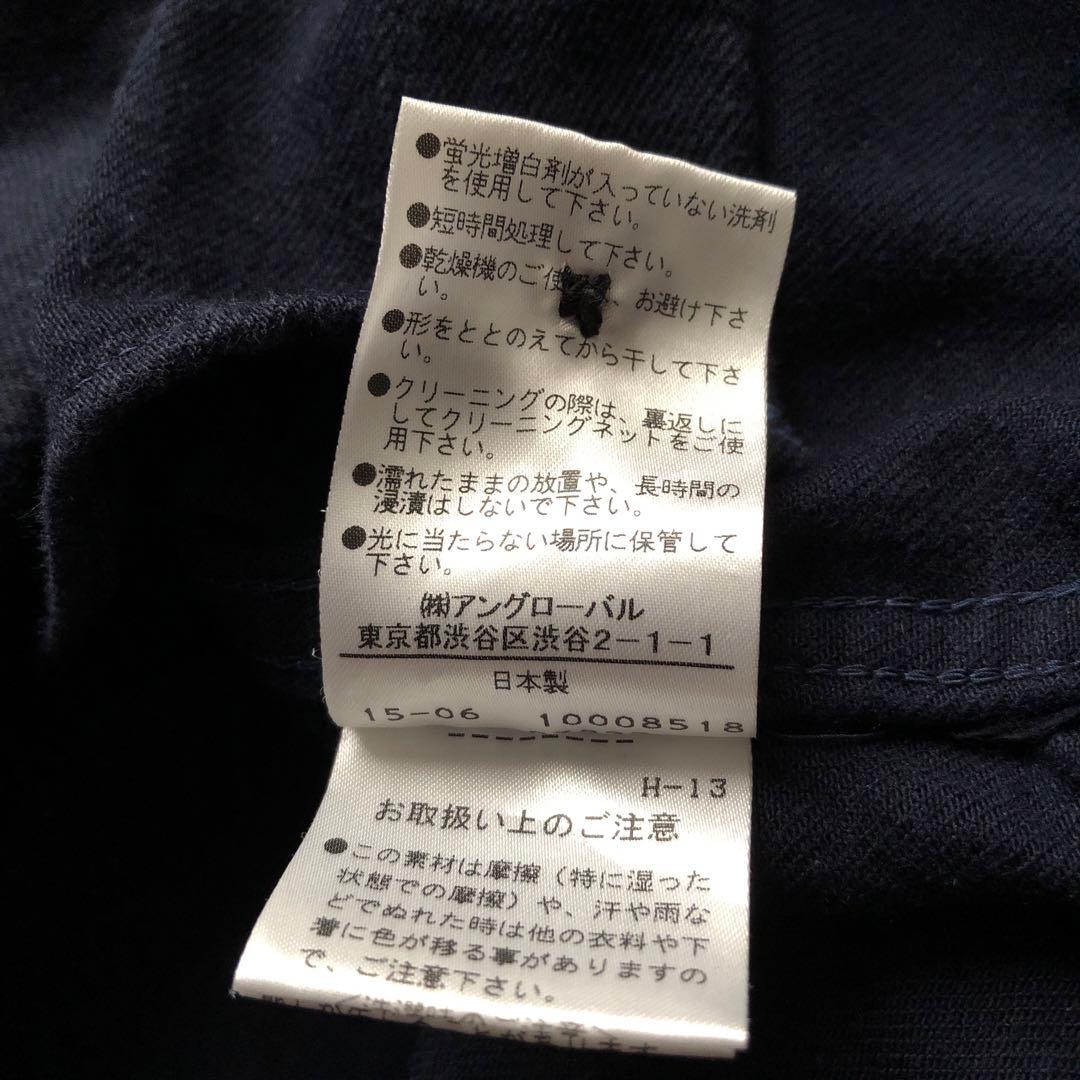 ●蛍光増白剤が入っていない洗剤
を使用して下さい。
●短時間処理して下さい。
●乾燥機のご使 、お避け下さ
い。
●形をととのえてから干して下さ
い。
●クリーニングの際は、裏返しに
してクリーニングネットをご使
用下さい。
●濡れたままの放置や、長時間の
浸漬はしないで下さい。
●光に当たらない場所に保管して
下さい。
㈱アングローバル
東京都渋谷区渋谷2-1-1
日本製
15-06 10008518
H-13
お取扱い上のご注意
●この素材は摩擦(特に湿った
状態での摩擦)や、汗や雨な
どでぬれた時は他の衣料や下
着に色が移る事がありますの
で、ご注意下さい。